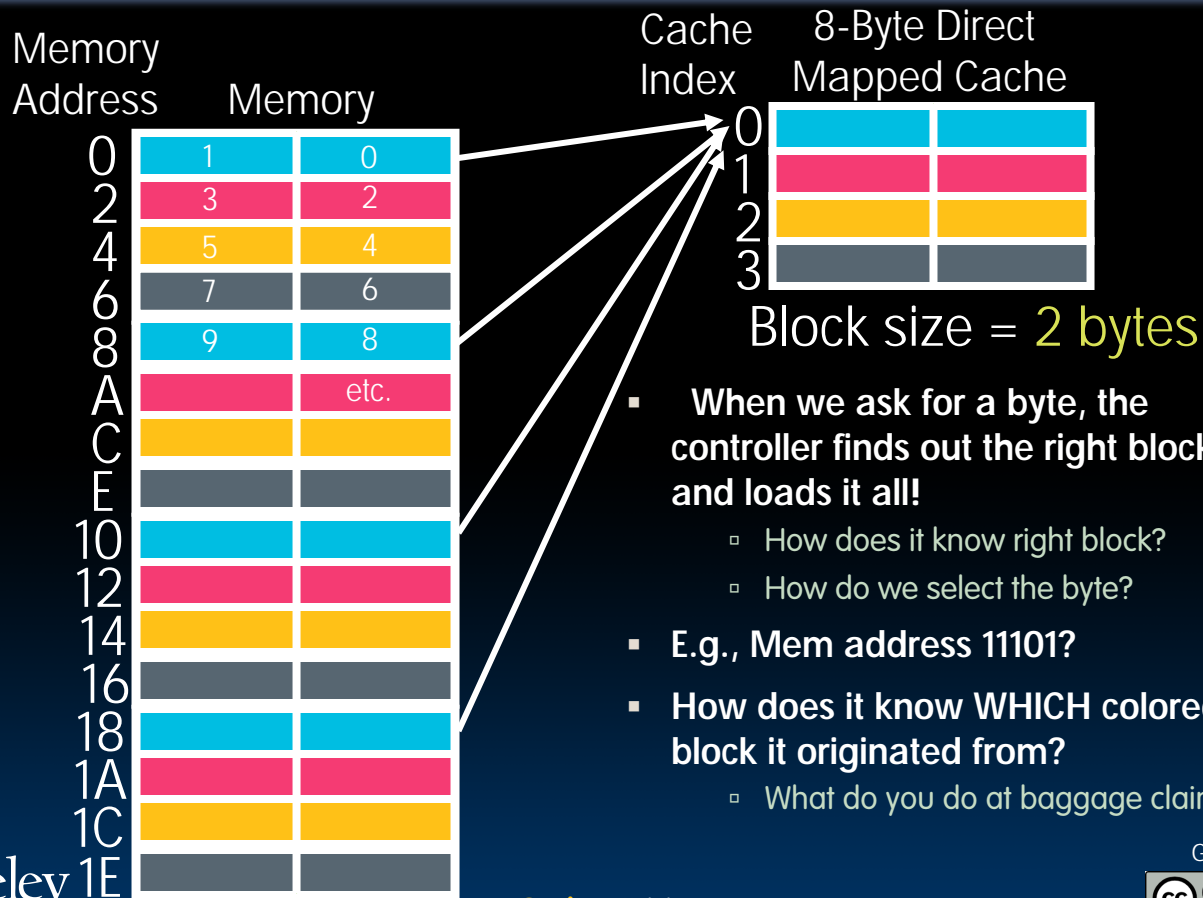 Memory
Address
Memory
0
1 0
2
3 2
4
5 4
6
7 6
8
9 8
A
etc.
C
E
10
12
14
16
18
1A
1C
1E
eley
Cache
Index
8-Byte Direct
Mapped Cache
0
1
2
3
Block size = 2 bytes
▪ When we ask for a byte, the
controller finds out the right block
and loads it all!
▫ How does it know right block?
▫ How do we select the byte?
▪ E.g., Mem address 11101?
▪ How does it know WHICH colored
block it originated from?
▫ What do you do at baggage claim
G
cc